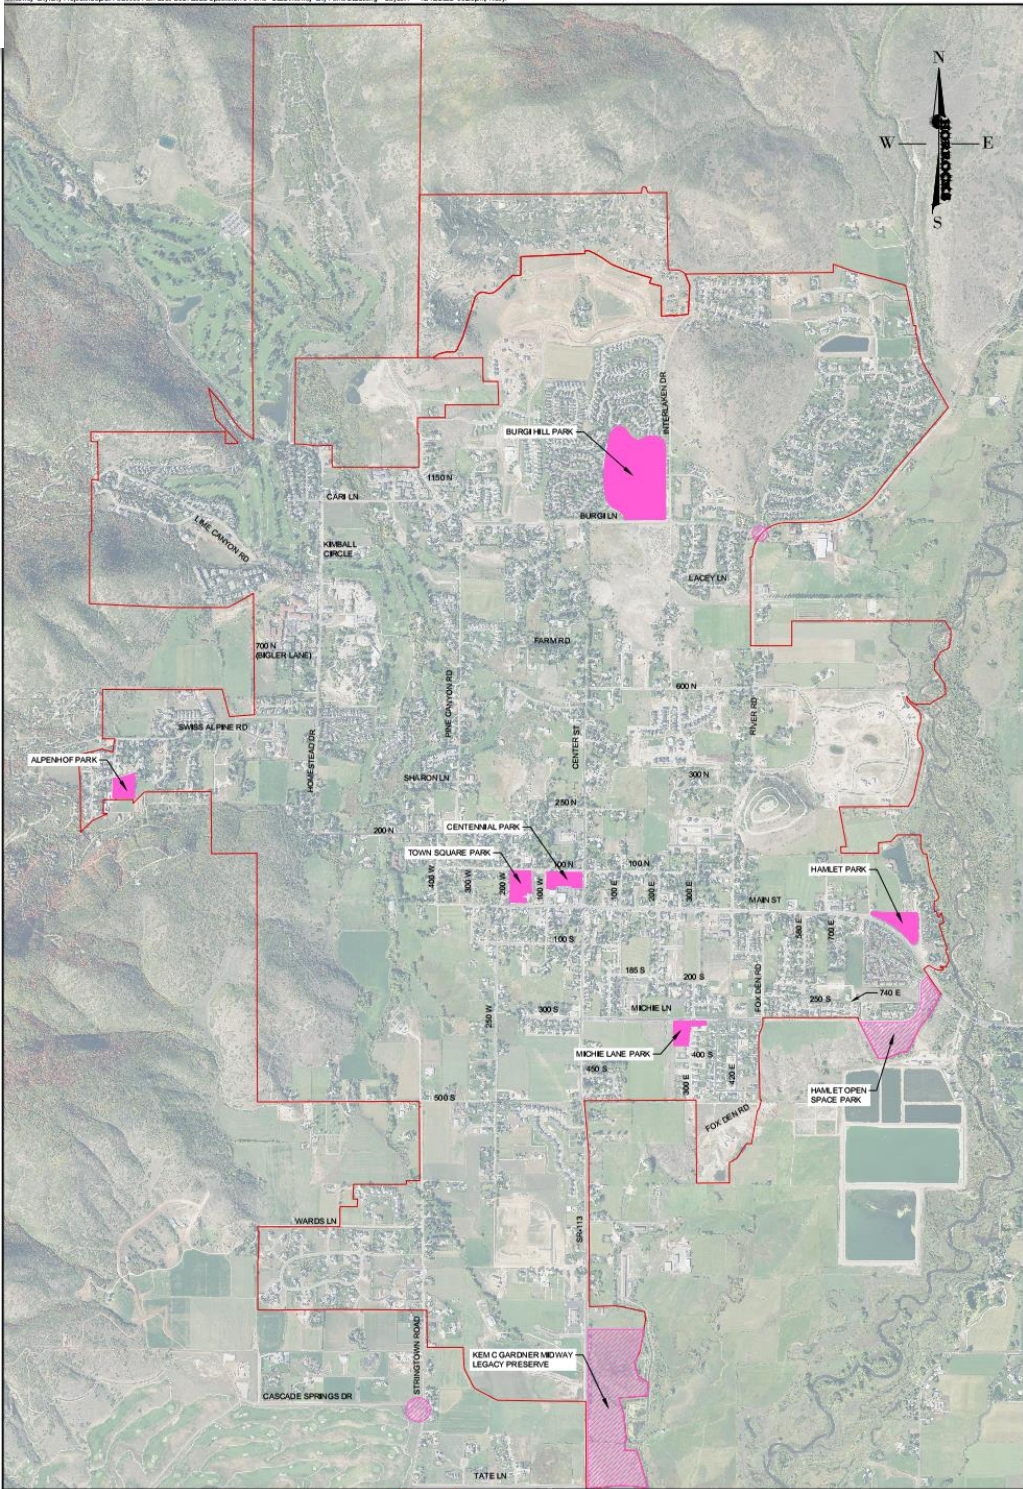 N
W
E
HORROCKS
S
INTERLAKEN DR
BURGI HILL PARK
1150 N
CARI LN
BURGI LN
LIME CANYON RD
KIMBALL
CIRCLE
LACEY LN
FARM RD
700 N
(BIGLER LANE)
600 N
PINE CANYON RD
RIVER RD
SWISS ALPINE RD
CENTER ST
HOMESTEAD DR
ALPENHOF PARK
SHARON LN
300 N
250 N
CENTENNIAL PARK
200 N
TOWN SQUARE PARK
100 N
100 N
HAMLET PARK
400 W
300 W
200 W
100 W
100 E
200 E
300 E
MAIN ST
560 E
700 E
100 S
185 S
200 S
FOX DEN RD
740 E
250 S
250 W
300 S
MICHIE LN
MICHIE LANE PARK
400 S
450 S
300 E
420 E
HAMLET OPEN
SPACE PARK
500 S
FOX DEN RD
WARDS LN
SR-113
STRINGTOWN ROAD
KEM C GARDNER MIDWAY
LEGACY PRESERVE
CASCADE SPRINGS DR
TATE LN